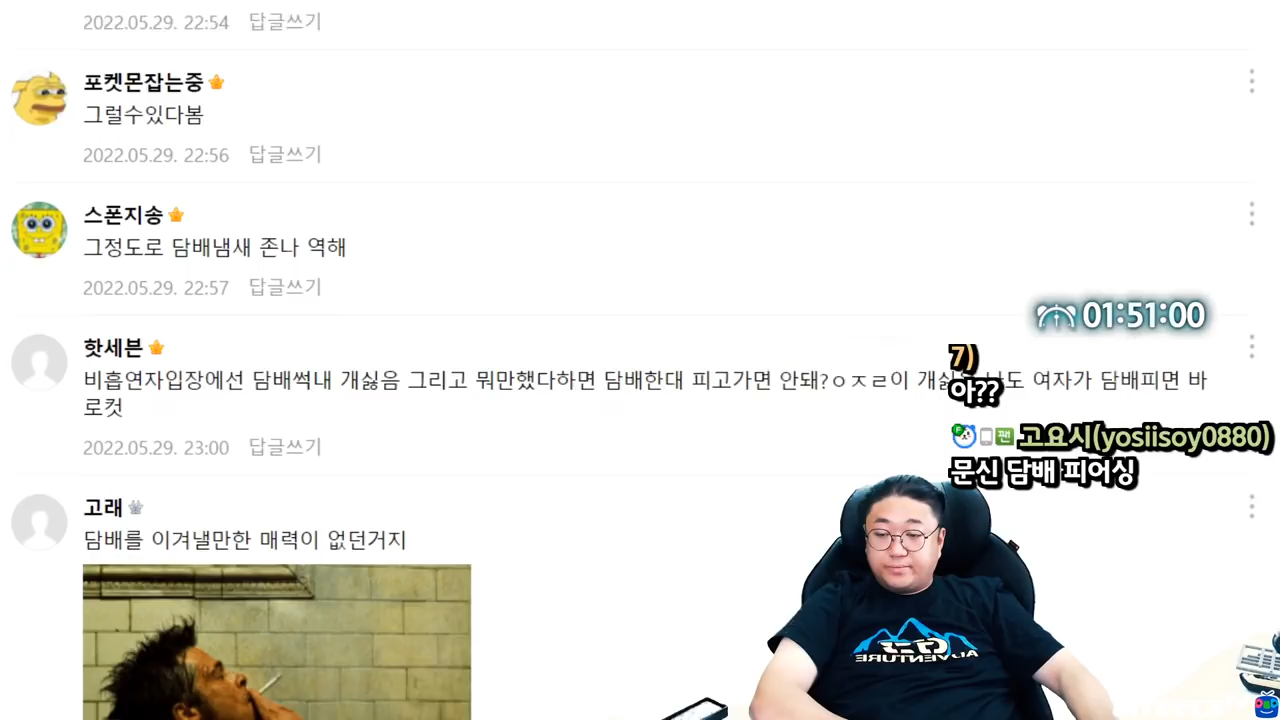 2022.05.29. 22:54 답글쓰기
포켓몬잡는중
그럴수있다봄
2022.05.29. 22:56 답글쓰기
스폰지송
그정도로 담배냄새 존나 역해
2022.05.29. 22:57 답글쓰기
핫세븐
비흡연자입장에선 담배썩내 개싫음 그리고 뭐만했다하면 담배한대 피고가면 안돼?ㅇㅈㄹ이 여자가 담배피면 바
로컷
2022.05.29. 23:00 답글쓰기
고래
담배를 이겨낼만한 매력이 없던거지
01:51:00
7)
아??
고요시(yosiisoy0880)
문신 담배 피어싱
ADVENTURE